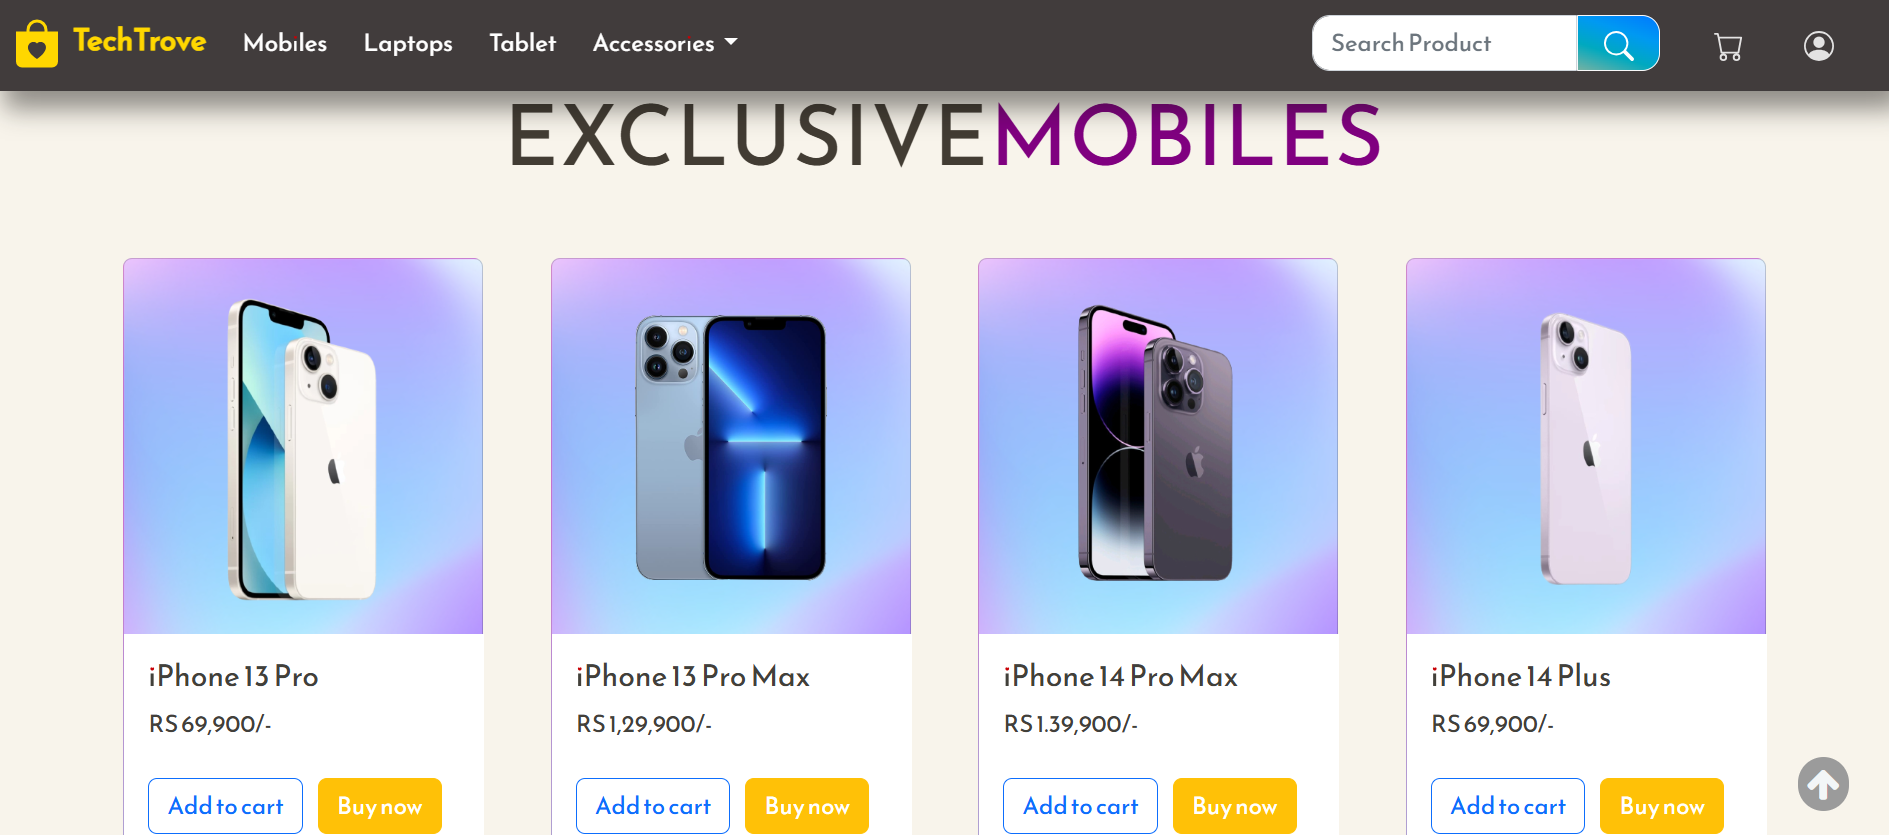 TechTrove Mobiles Laptops Tablet Accessories Search Product
EXCLUSIVEMOBILES
iPhone 13 Pro
RS 69,900/-
Add to cart Buy now
iPhone 13 Pro Max
RS 1,29,900/-
Add to cart Buy now
iPhone 14 Pro Max
RS 1.39,900/-
Add to cart Buy now
iPhone 14 Plus
RS 69,900/-
Add to cart Buy now